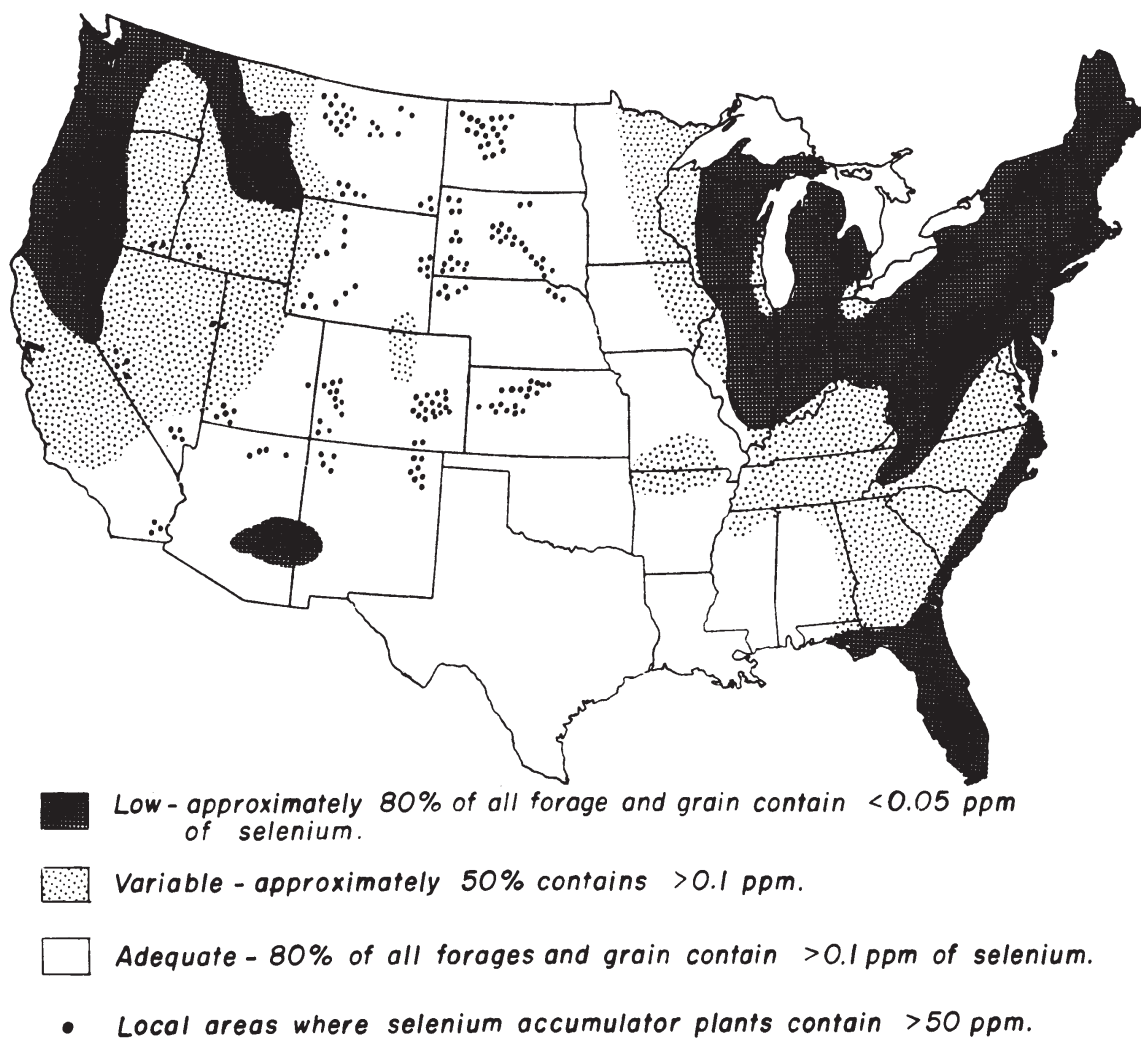 Low - approximately 80% of all forage and grain contain <0.05 ppm
of selenium.
Variable - approximately 50% contains >0.1 ppm.
Adequate - 80% of all forages and grain contain >0.1 ppm of selenium.
Local areas where selenium accumulator plants contain >50 ppm.